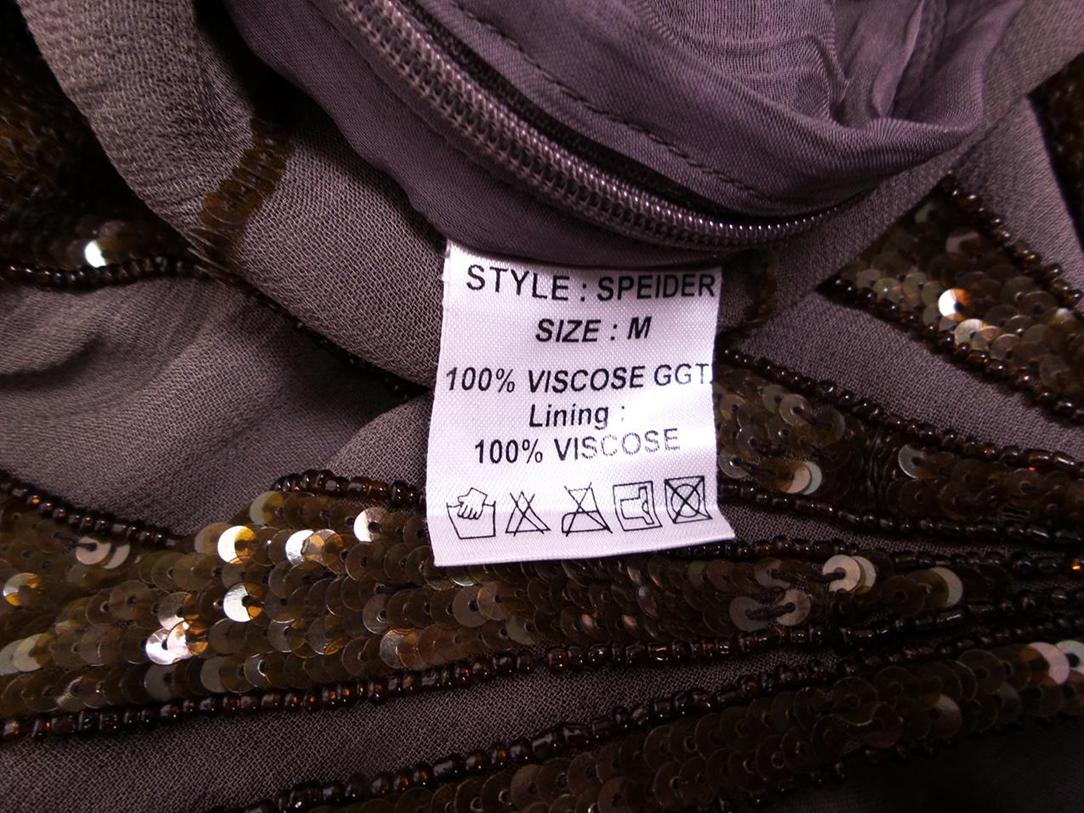 STYLE : SPEIDER
SIZE : M
100% VISCOSE GGT.
Lining :
100% VISCOSE